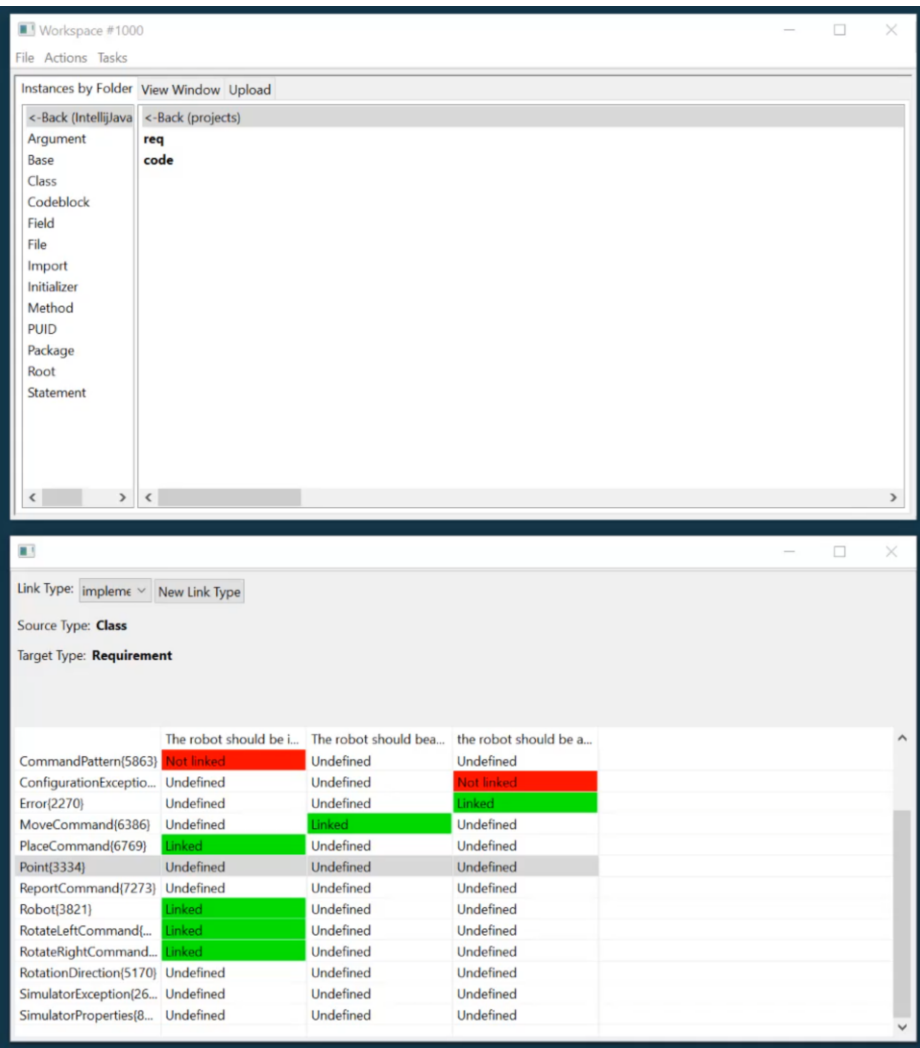 Workspace #1000
File Actions Tasks
Instances by Folder View Window Upload
<-Back (IntellijJava <-Back (projects)
Argument req
Base code
Class
Codeblock
Field
File
Import
Initializer
Method
PUID
Package
Root
Statement
Link Type: impleme New Link Type
Source Type: Class
Target Type: Requirement
The robot should be i... The robot should bea... the robot should be a...
CommandPattern{5863} Not linked Undefined Undefined
ConfigurationExceptio... Undefined Undefined Not linked
Error{2270} Undefined Undefined Linked
MoveCommand{6386} Undefined Linked Undefined
PlaceCommand{6769} Linked Undefined Undefined
Point{3334} Undefined Undefined Undefined
ReportCommand{7273} Undefined Undefined Undefined
Robot{3821} Linked Undefined Undefined
RotateLeftCommand{... Linked Undefined Undefined
RotateRightCommand... Linked Undefined Undefined
RotationDirection{5170} Undefined Undefined Undefined
SimulatorException{26... Undefined Undefined Undefined
SimulatorProperties{8... Undefined Undefined Undefined